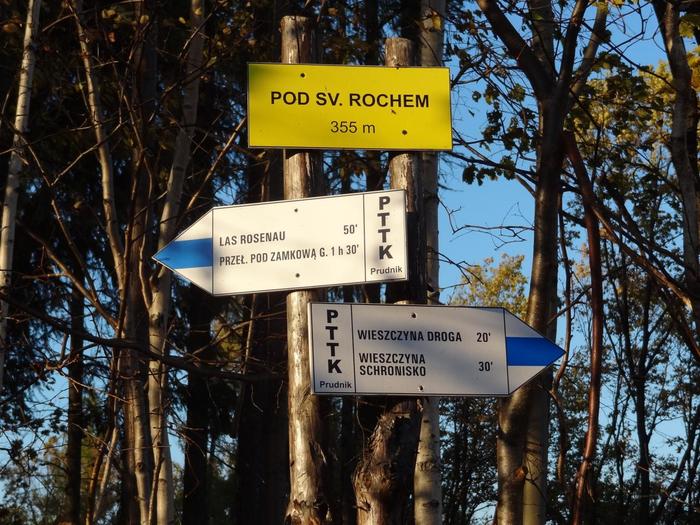 POD SV. ROCHEM
355 m
LAS ROSENAU 50'
PRZEŁ. POD ZAMKOWĄ G. 1 h 30'
PTTK
Prudnik
PTTK
Prudnik
WIESZCZYNA DROGA 20'
WIESZCZYNA
SCHRONISKO 30'